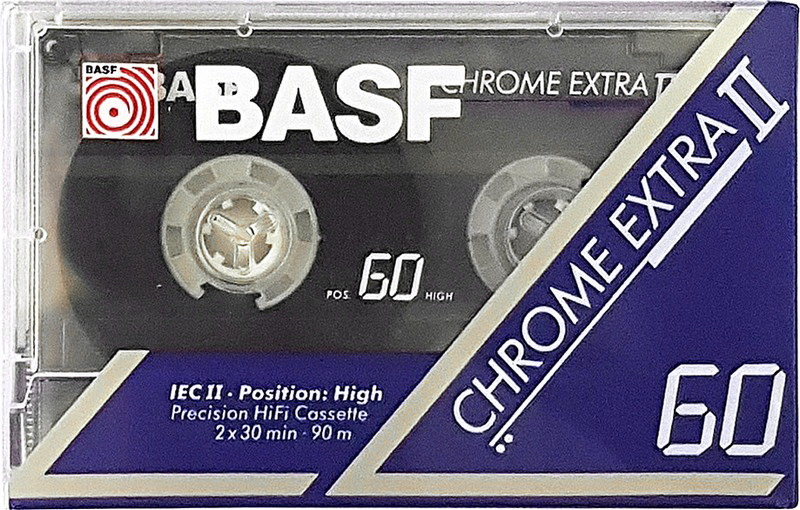 BASF
BASF
CHROME EXTRA II
POS. 60 HIGH
CHROME EXTRA II
60
IEC II · Position: High
Precision HiFi Cassette
2 x 30 min · 90 m